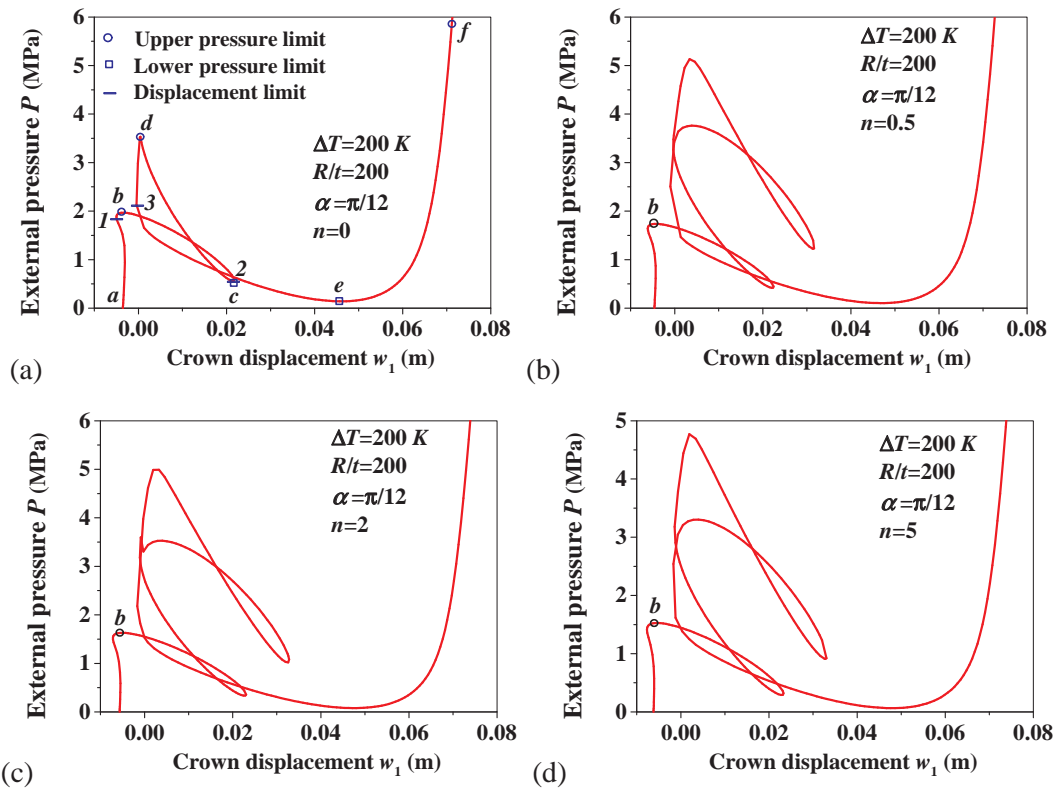 Upper pressure limit
Lower pressure limit
Displacement limit
ΔT=200 K
R/t=200
α=π/12
n=0
a
b
1
d
3
2
c
e
f
0
1
2
3
4
5
6
0.00
0.02
0.04
0.06
0.08
External pressure P (MPa)
Crown displacement w1 (m)
(a)
ΔT=200 K
R/t=200
α=π/12
n=0.5
b
0
1
2
3
4
5
6
0.00
0.02
0.04
0.06
0.08
External pressure P (MPa)
Crown displacement w1 (m)
(b)
ΔT=200 K
R/t=200
α=π/12
n=2
b
0
1
2
3
4
5
6
0.00
0.02
0.04
0.06
0.08
External pressure P (MPa)
Crown displacement w1 (m)
(c)
ΔT=200 K
R/t=200
α=π/12
n=5
b
0
1
2
3
4
5
0.00
0.02
0.04
0.06
0.08
External pressure P (MPa)
Crown displacement w1 (m)
(d)